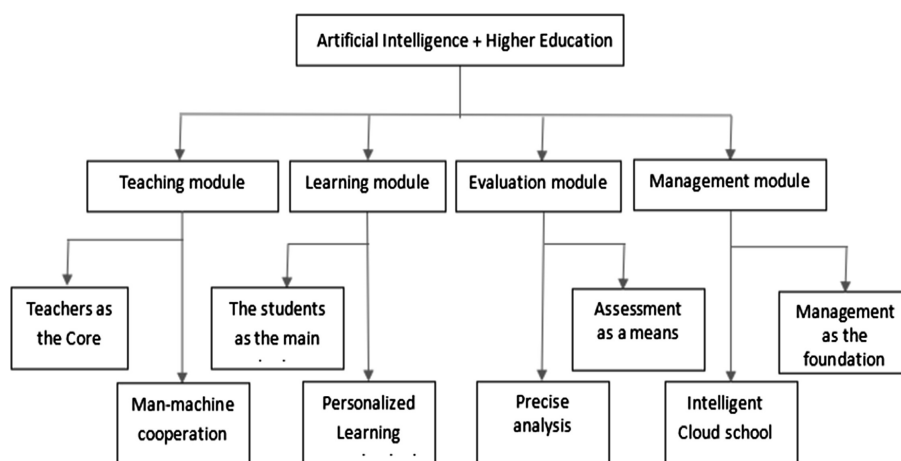 Artificial Intelligence + Higher Education
Teaching module
Learning module
Evaluation module
Management module
Teachers as
the Core
The students
as the main
Assessment
as a means
Management
as the
foundation
Man-machine
cooperation
Personalized
Learning
Precise
analysis
Intelligent
Cloud school